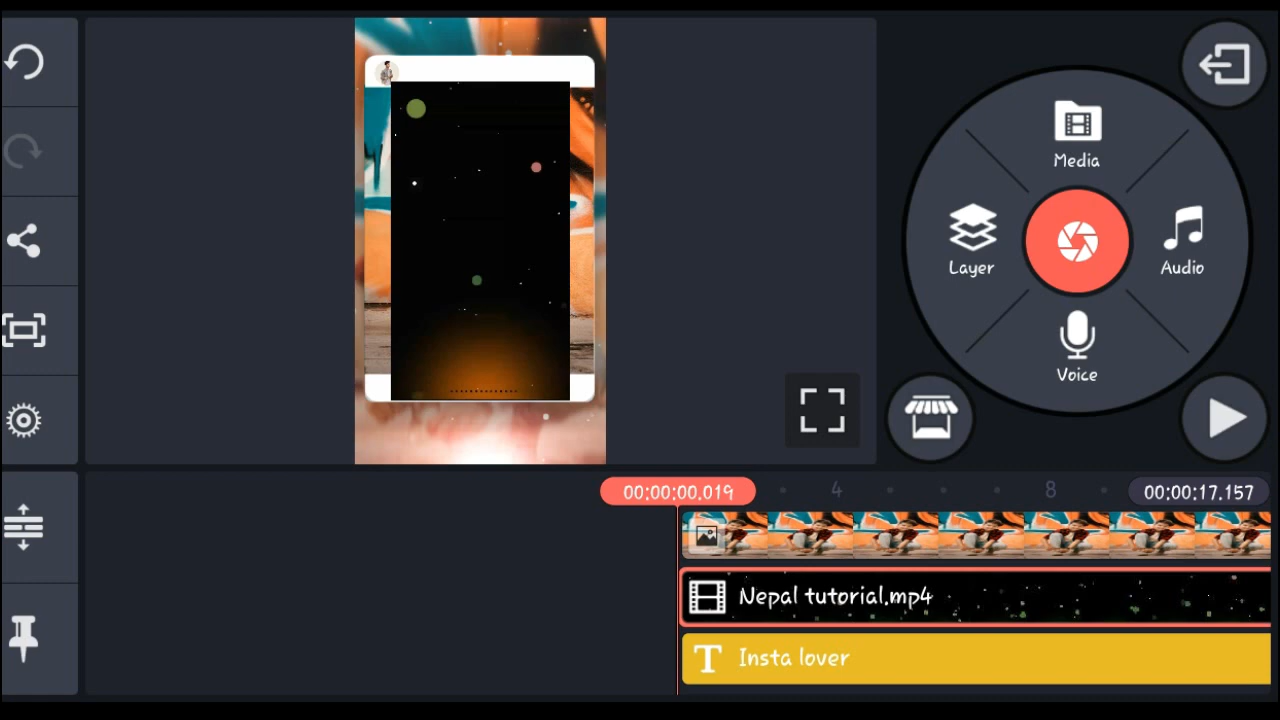 Media
Layer
Audio
Voice
00:00:00.019
4
8
00:00:17.157
Nepal tutorial.mp4
T Insta lover